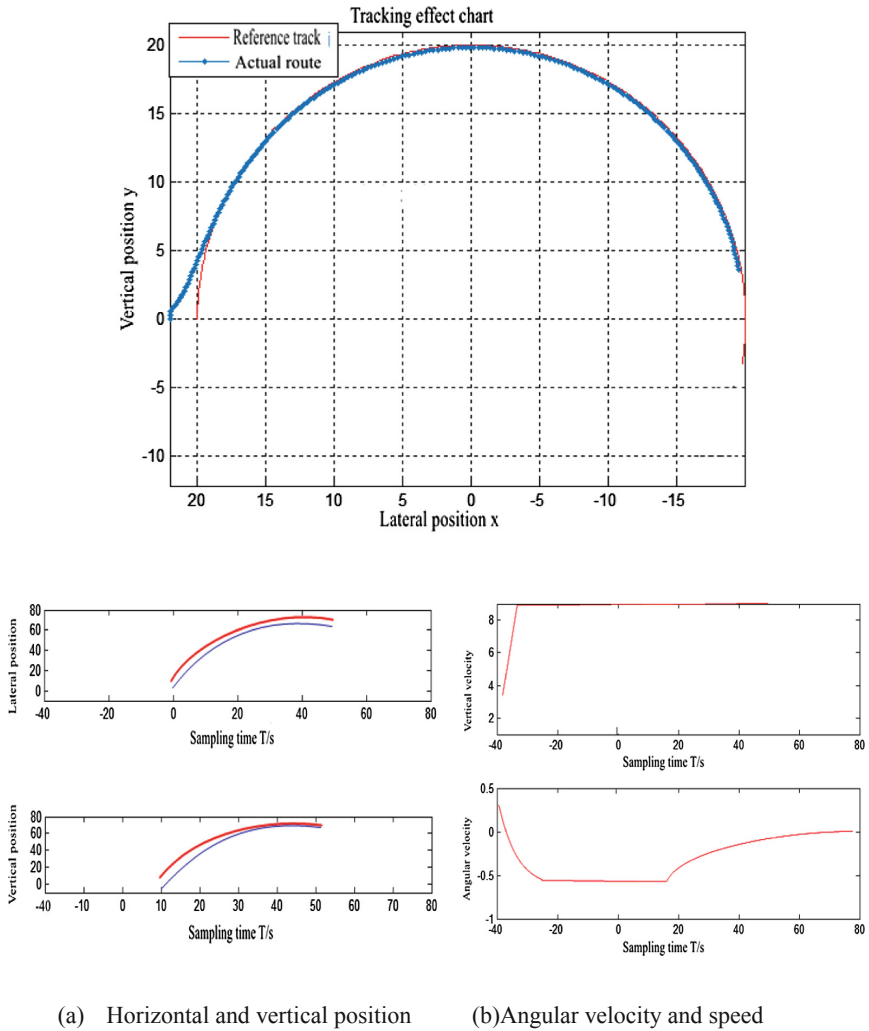 Tracking effect chart
Reference track
Actual route
20
15
10
5
0
-5
-10
Vertical position y
20 15 10 5 0 -5 -10 -15
Lateral position x
80
60
40
20
0
Lateral position
-40 -20 0 20 40 60 80
Sampling time T/s
8
6
4
2
Vertical velocity
-40 -20 0 20 40 60 80
Sampling time T/s
80
60
40
20
0
Vertical position
-40 -10 0 10 20 30 40 50 60 70 80
-20
Sampling time T/s
0.5
0
-0.5
-1
Angular velocity
-40 -20 0 20 40 60 80
Sampling time T/s
(a) Horizontal and vertical position
(b)Angular velocity and speed